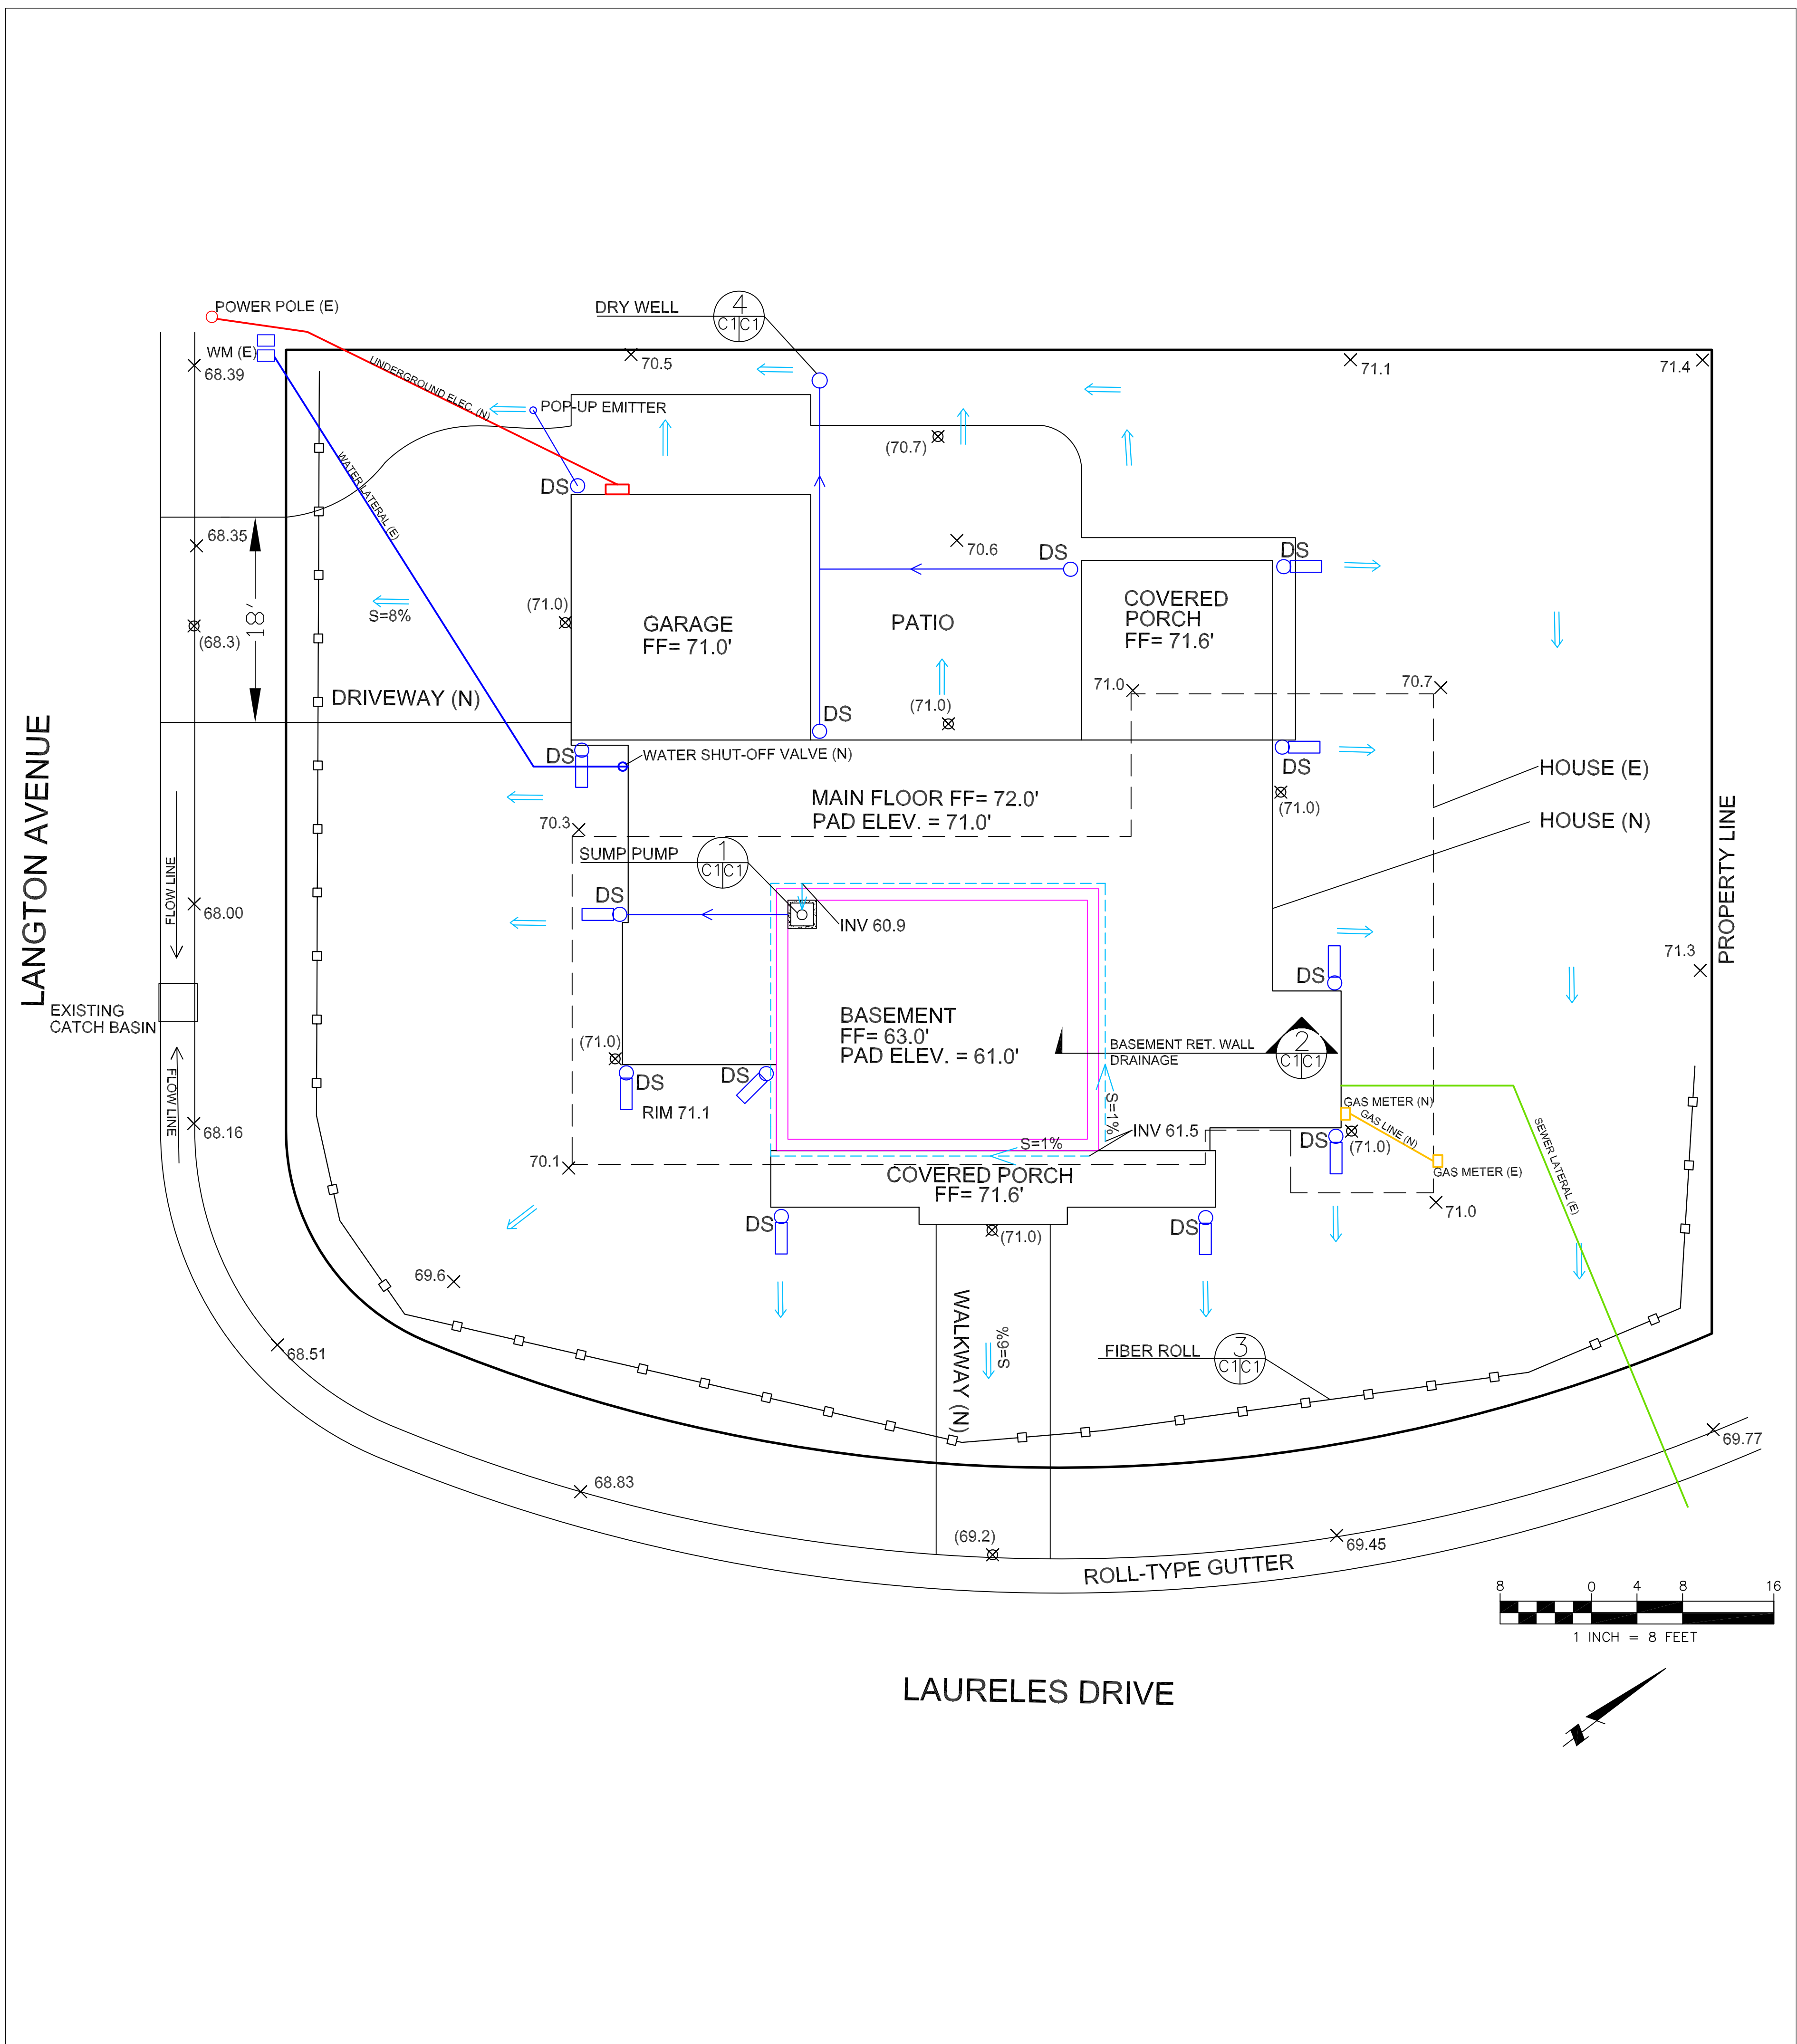 POWER POLE (E)
DRY WELL
4
C1 C1
WM (E)
68.39
UNDERGROUND ELEC. (N)
70.5
71.1
71.4
POP-UP EMITTER
(70.7)
WATER LATERAL (E)
DS
68.35
70.6
DS
DS
18'
S=8%
(71.0)
(68.3)
GARAGE
FF= 71.0'
PATIO
COVERED
PORCH
FF= 71.6'
DRIVEWAY (N)
(71.0)
71.0
70.7
DS
DS
WATER SHUT-OFF VALVE (N)
DS
HOUSE (E)
LANGTON AVENUE
MAIN FLOOR FF= 72.0'
PAD ELEV. = 71.0'
(71.0)
HOUSE (N)
PROPERTY LINE
70.3
SUMP PUMP
1
C1 C1
FLOW LINE
68.00
DS
INV 60.9
71.3
DS
EXISTING
CATCH BASIN
BASEMENT
FF= 63.0'
PAD ELEV. = 61.0'
(71.0)
BASEMENT RET. WALL
DRAINAGE
2
C1 C1
FLOW LINE
DS
DS
RIM 71.1
S=1%
GAS METER (N)
GAS LINE (N)
68.16
S=1%
INV 61.5
DS
(71.0)
SEWER LATERAL (E)
70.1
COVERED PORCH
FF= 71.6'
GAS METER (E)
71.0
DS
(71.0)
DS
69.6
WALKWAY (N)
S=6%
68.51
FIBER ROLL
3
C1 C1
69.77
68.83
(69.2)
69.45
ROLL-TYPE GUTTER
8 0 4 8 16
1 INCH = 8 FEET
LAURELES DRIVE